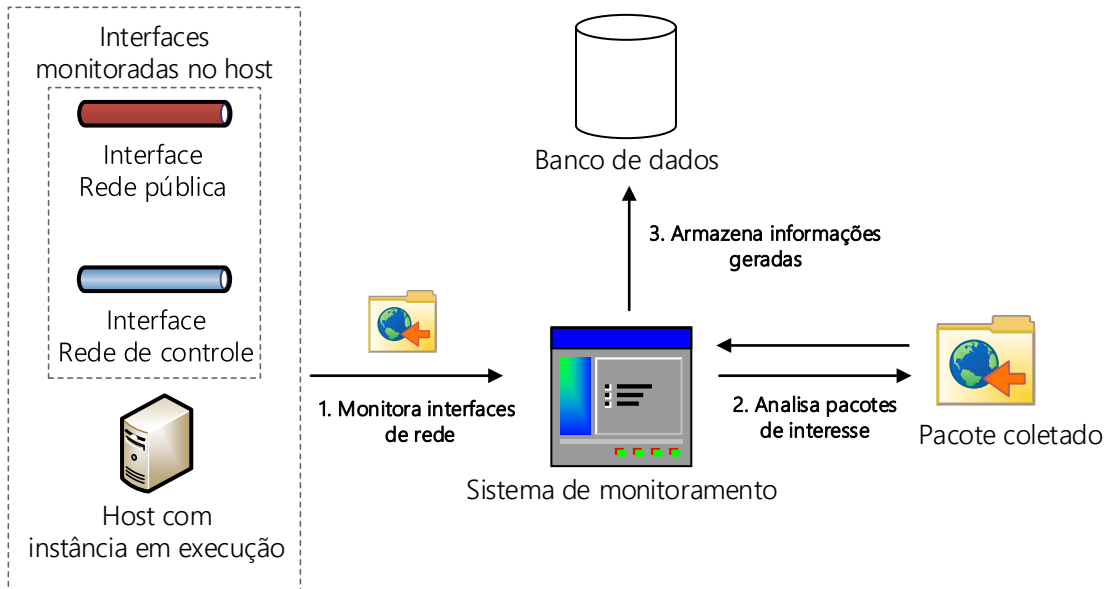 Interfaces
monitoradas no host
Interface
Rede pública
Interface
Rede de controle
Host com
instância em execução
1. Monitora interfaces
de rede
Banco de dados
3. Armazena informações
geradas
Sistema de monitoramento
2. Analisa pacotes
de interesse
Pacote coletado